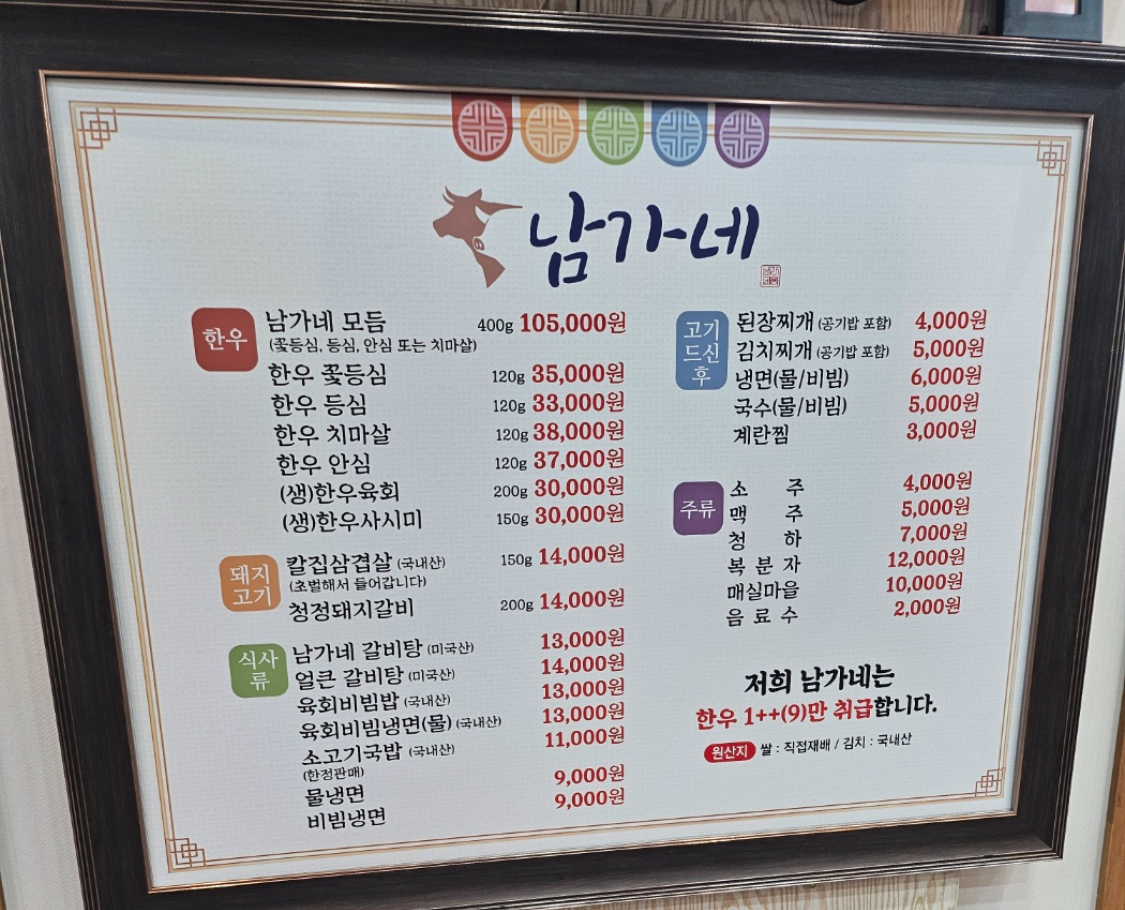 남가네
한우
남가네 모듬 400g 105,000원
(꽃등심, 등심, 안심 또는 치마살)
한우 꽃등심 120g 35,000원
한우 등심 120g 33,000원
한우 치마살 120g 38,000원
한우 안심 120g 37,000원
(생)한우육회 200g 30,000원
(생)한우사시미 150g 30,000원
돼지
고기
칼집삼겹살 (국내산) 150g 14,000원
(초벌해서 들어갑니다)
청정돼지갈비 200g 14,000원
식사
류
남가네 갈비탕 (미국산) 13,000원
얼큰 갈비탕 (미국산) 14,000원
육회비빔밥 (국내산) 13,000원
육회비빔냉면(물) (국내산) 13,000원
소고기국밥 (국내산) 11,000원
(한정판매)
물냉면 9,000원
비빔냉면 9,000원
고기
드신
후
된장찌개 (공기밥 포함) 4,000원
김치찌개 (공기밥 포함) 5,000원
냉면(물/비빔) 6,000원
국수(물/비빔) 5,000원
계란찜 3,000원
주류
소 주 4,000원
맥 주 5,000원
청 하 7,000원
복 분 자 12,000원
매실마을 10,000원
음 료 수 2,000원
저희 남가네는
한우 1++(9)만 취급합니다.
원산지 쌀 : 직접재배 / 김치 : 국내산